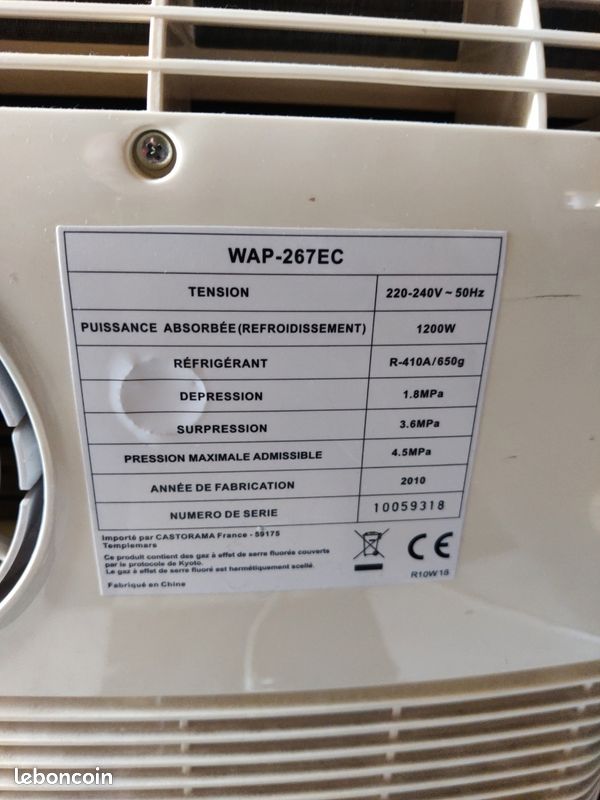 WAP-267EC
TENSION 220-240V ~ 50Hz
PUISSANCE ABSORBÉE(REFROIDISSEMENT) 1200W
RÉFRIGÉRANT R-410A/650g
DEPRESSION 1.8MPa
SURPRESSION 3.6MPa
PRESSION MAXIMALE ADMISSIBLE 4.5MPa
ANNÉE DE FABRICATION 2010
NUMERO DE SERIE 10059318
Importé par CASTORAMA France - 59175
Templemars
Ce produit contient des gaz à effet de serre fluorés couverts
par le protocole de Kyoto.
Le gaz à effet de serre fluoré est hermétiquement scellé.
Fabriqué en Chine
CE
R10W16
leboncoin